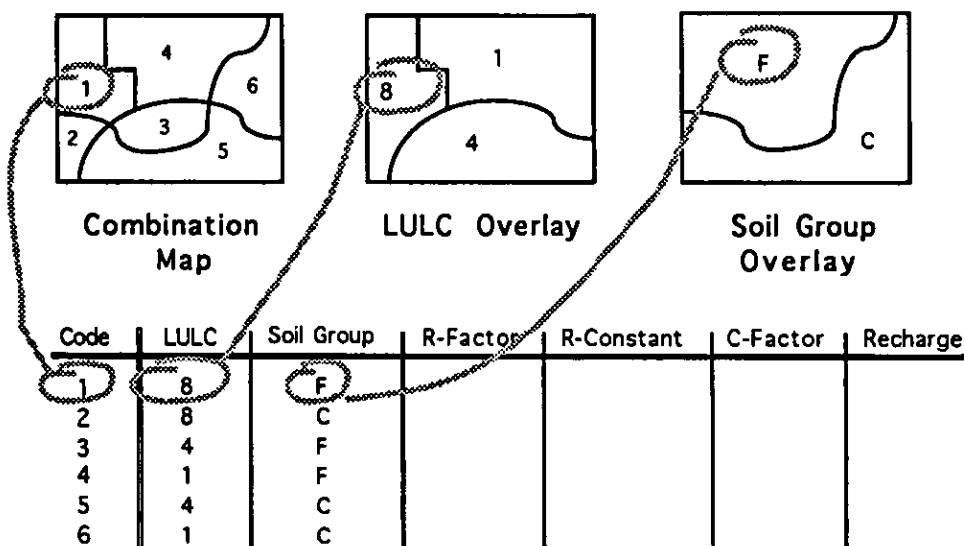 4
1
6
2
3
5
Combination
Map
1
8
4
LULC Overlay
F
C
Soil Group
Overlay
Code LULC Soil Group R-Factor R-Constant C-Factor Recharge
1 8 F
2 8 C
3 4 F
4 1 F
5 4 C
6 1 C